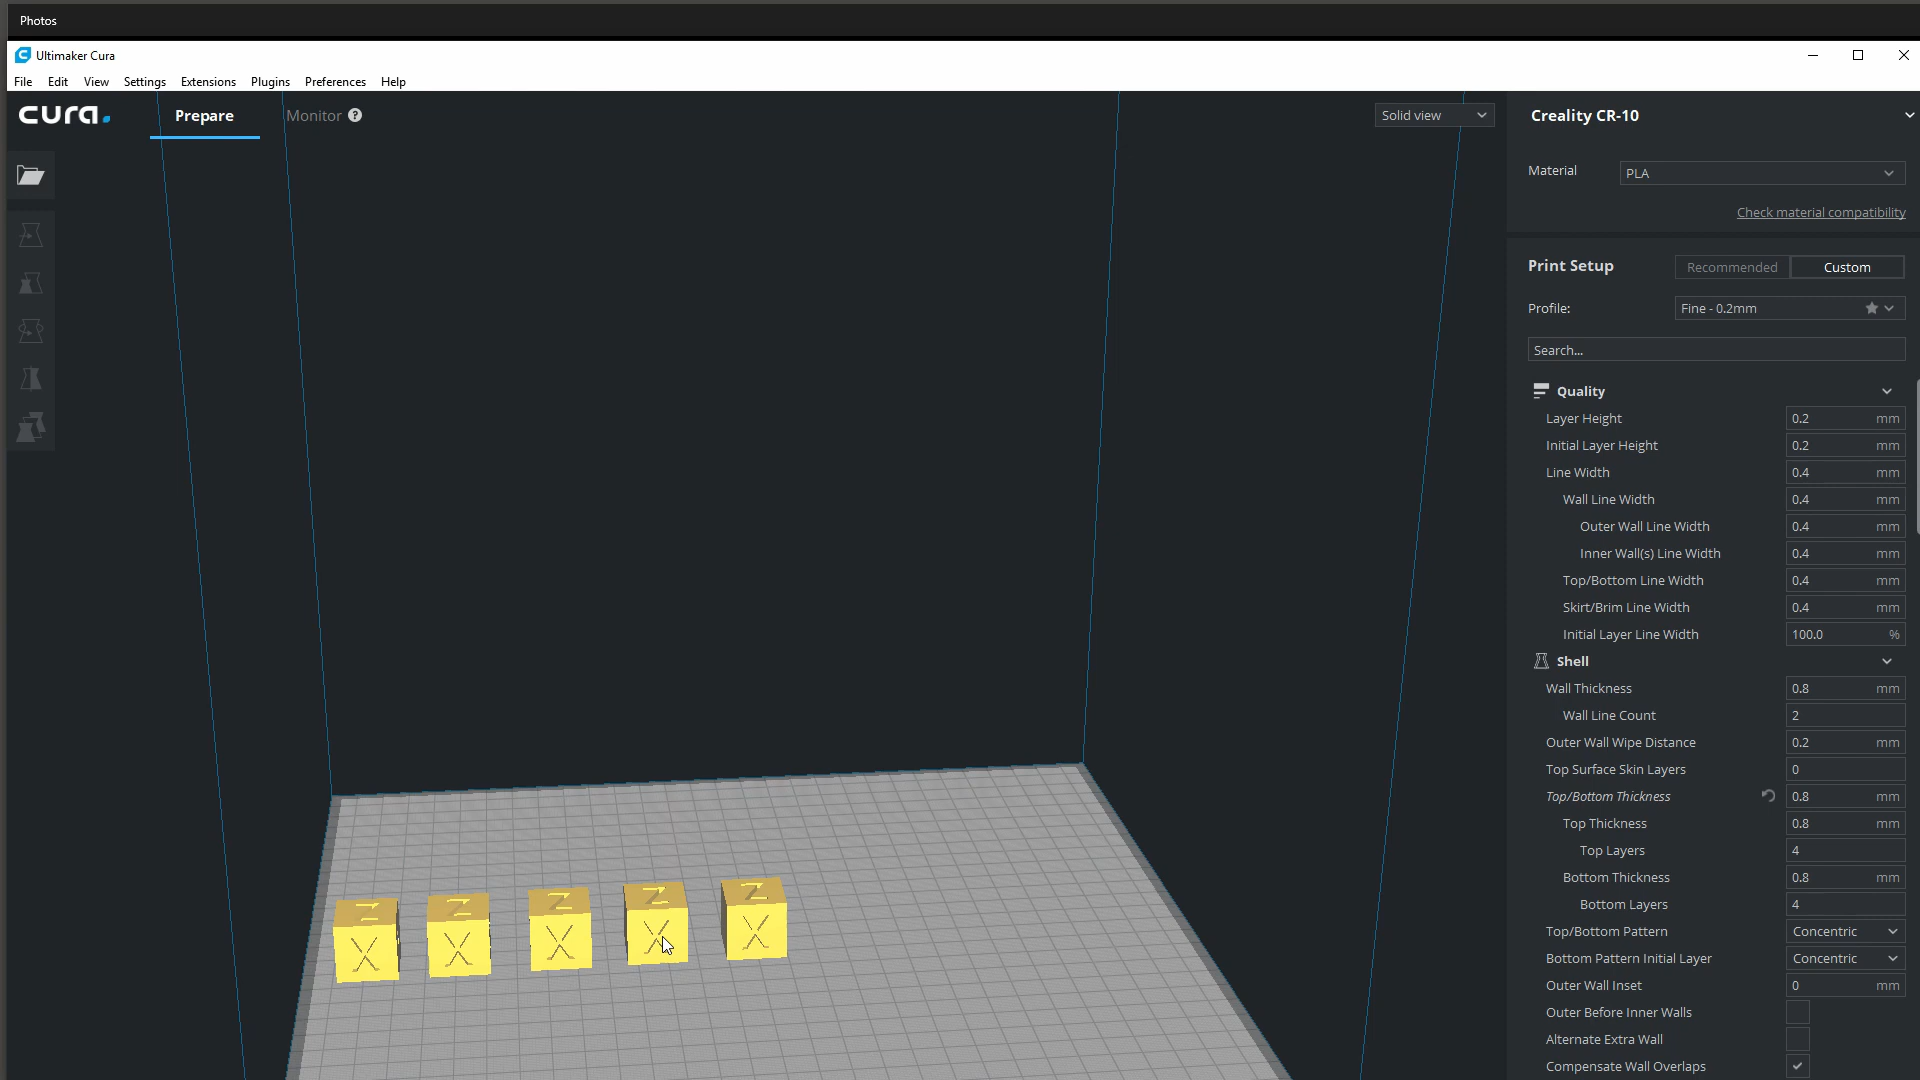 Photos
Ultimaker Cura
File Edit View Settings Extensions Plugins Preferences Help
cura.
Prepare
Monitor ?
Solid view
Creality CR-10
Material PLA
Check material compatibility
Print Setup Recommended Custom
Profile: Fine - 0.2mm
Search...
Quality
Layer Height 0.2 mm
Initial Layer Height 0.2 mm
Line Width 0.4 mm
Wall Line Width 0.4 mm
Outer Wall Line Width 0.4 mm
Inner Wall(s) Line Width 0.4 mm
Top/Bottom Line Width 0.4 mm
Skirt/Brim Line Width 0.4 mm
Initial Layer Line Width 100.0 %
Shell
Wall Thickness 0.8 mm
Wall Line Count 2
Outer Wall Wipe Distance 0.2 mm
Top Surface Skin Layers 0
Top/Bottom Thickness 0.8 mm
Top Thickness 0.8 mm
Top Layers 4
Bottom Thickness 0.8 mm
Bottom Layers 4
Top/Bottom Pattern Concentric
Bottom Pattern Initial Layer Concentric
Outer Wall Inset 0 mm
Outer Before Inner Walls
Alternate Extra Wall
Compensate Wall Overlaps
Z Z Z Z Z
X X X X X